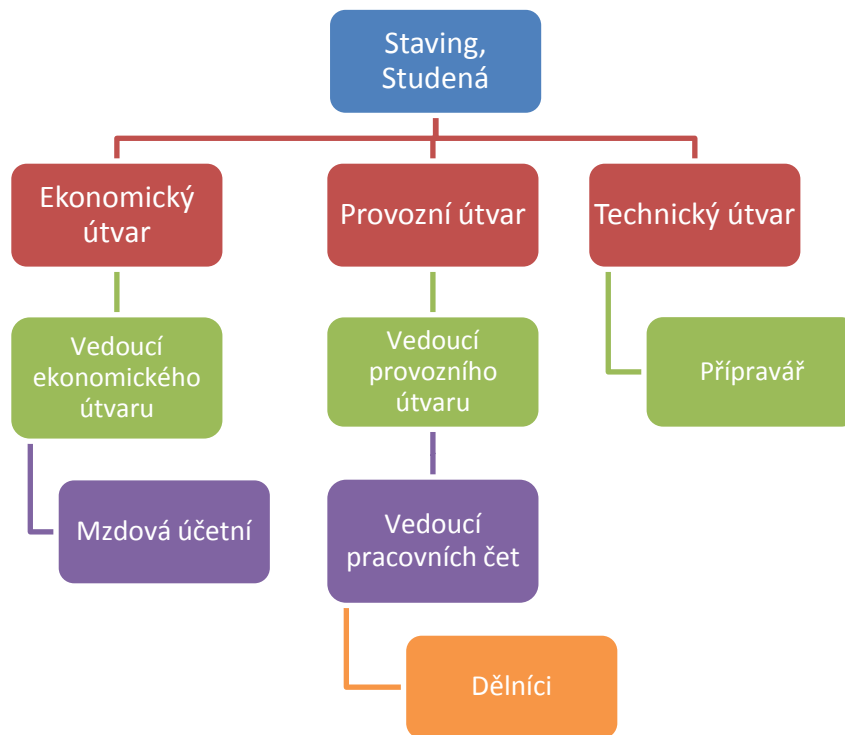 Staving,
Studená
Ekonomický
útvar
Provozní útvar
Technický útvar
Vedoucí
ekonomického
útvaru
Vedoucí
provozního
útvaru
Přípravář
Mzdová účetní
Vedoucí
pracovních čet
Dělníci